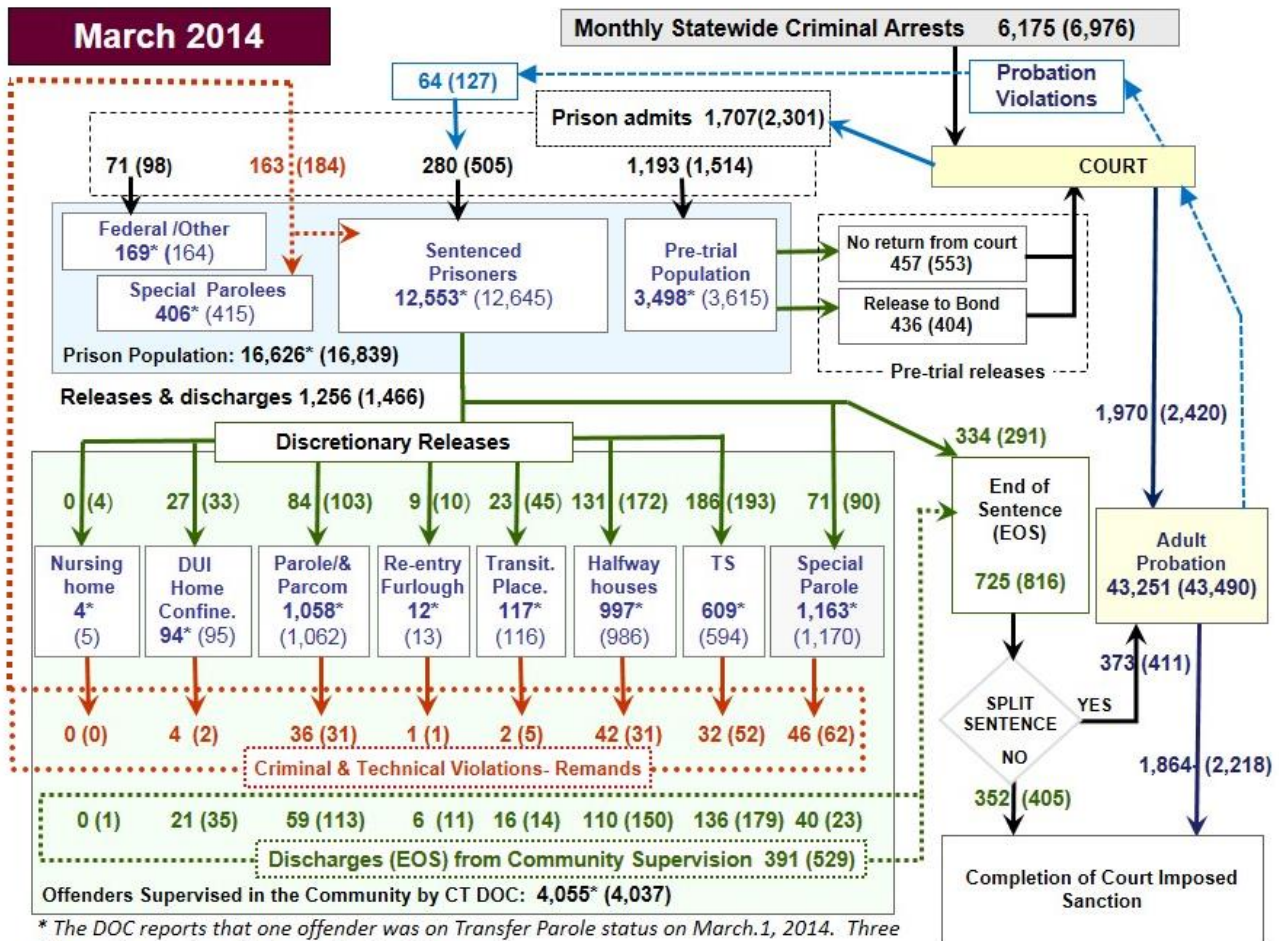 March 2014
Monthly Statewide Criminal Arrests 6,175 (6,976)
64 (127)
Probation
Violations
Prison admits 1,707(2,301)
COURT
71 (98)
163 (184)
280 (505)
1,193 (1,514)
Federal /Other
169* (164)
Special Parolees
406* (415)
Sentenced
Prisoners
12,553* (12,645)
Pre-trial
Population
3,498* (3,615)
No return from court
457 (553)
Release to Bond
436 (404)
Pre-trial releases
Prison Population: 16,626* (16,839)
Releases & discharges 1,256 (1,466)
1,970 (2,420)
Discretionary Releases
334 (291)
0 (4) 27 (33) 84 (103) 9 (10) 23 (45) 131 (172) 186 (193) 71 (90)
Nursing
home
4*
(5)
DUI
Home
Confine.
94* (95)
Parole/&
Parcom
1,058*
(1,062)
Re-entry
Furlough
12*
(13)
Transit.
Place.
117*
(116)
Halfway
houses
997*
(986)
TS
609*
(594)
Special
Parole
1,163*
(1,170)
End of
Sentence
(EOS)
725 (816)
Adult
Probation
43,251 (43,490)
373 (411)
SPLIT
SENTENCE
YES
NO
352 (405)
1,864 (2,218)
0 (0) 4 (2) 36 (31) 1 (1) 2 (5) 42 (31) 32 (52) 46 (62)
Criminal & Technical Violations- Remands
0 (1) 21 (35) 59 (113) 6 (11) 16 (14) 110 (150) 136 (179) 40 (23)
Discharges (EOS) from Community Supervision 391 (529)
Offenders Supervised in the Community by CT DOC: 4,055* (4,037)
Completion of Court Imposed
Sanction
* The DOC reports that one offender was on Transfer Parole status on March.1, 2014. Three